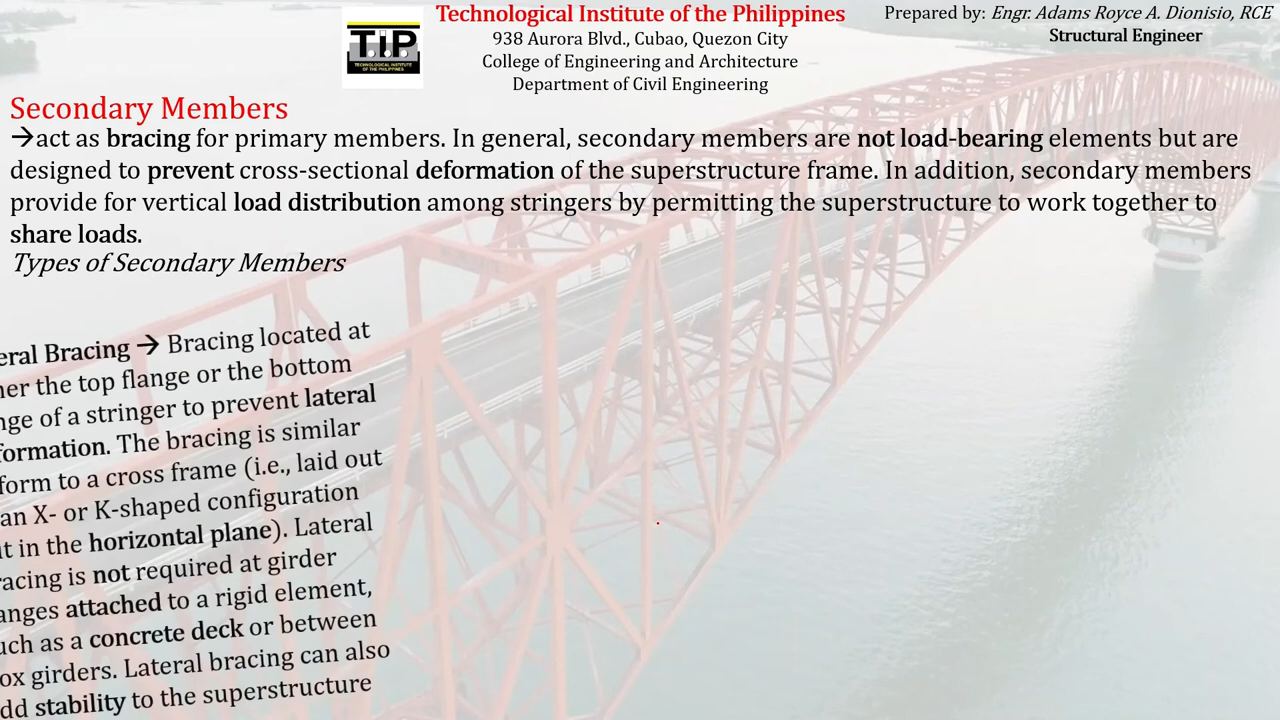 Technological Institute of the Philippines
938 Aurora Blvd., Cubao, Quezon City
College of Engineering and Architecture
Department of Civil Engineering
Prepared by: Engr. Adams Royce A. Dionisio, RCE
Structural Engineer
TiP
TECHNOLOGICAL INSTITUTE
OF THE PHILIPPINES
Secondary Members
→act as bracing for primary members. In general, secondary members are not load-bearing elements but are
designed to prevent cross-sectional deformation of the superstructure frame. In addition, secondary members
provide for vertical load distribution among stringers by permitting the superstructure to work together to
share loads.
Types of Secondary Members
eral Bracing → Bracing located at
her the top flange or the bottom
nge of a stringer to prevent lateral
formation. The bracing is similar
form to a cross frame (i.e., laid out
an X- or K-shaped configuration
t in the horizontal plane). Lateral
racing is not required at girder
anges attached to a rigid element,
uch as a concrete deck or between
ox girders. Lateral bracing can also
dd stability to the superstructure